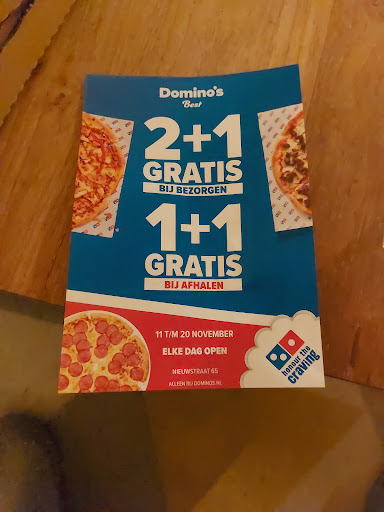 Domino's
Best
2+1
GRATIS
BIJ BEZORGEN
1+1
GRATIS
BIJ AFHALEN
11 T/M 20 NOVEMBER
ELKE DAG OPEN
NIEUWSTRAAT 65
ALLEEN BIJ DOMINOS.NL
honour the
craving